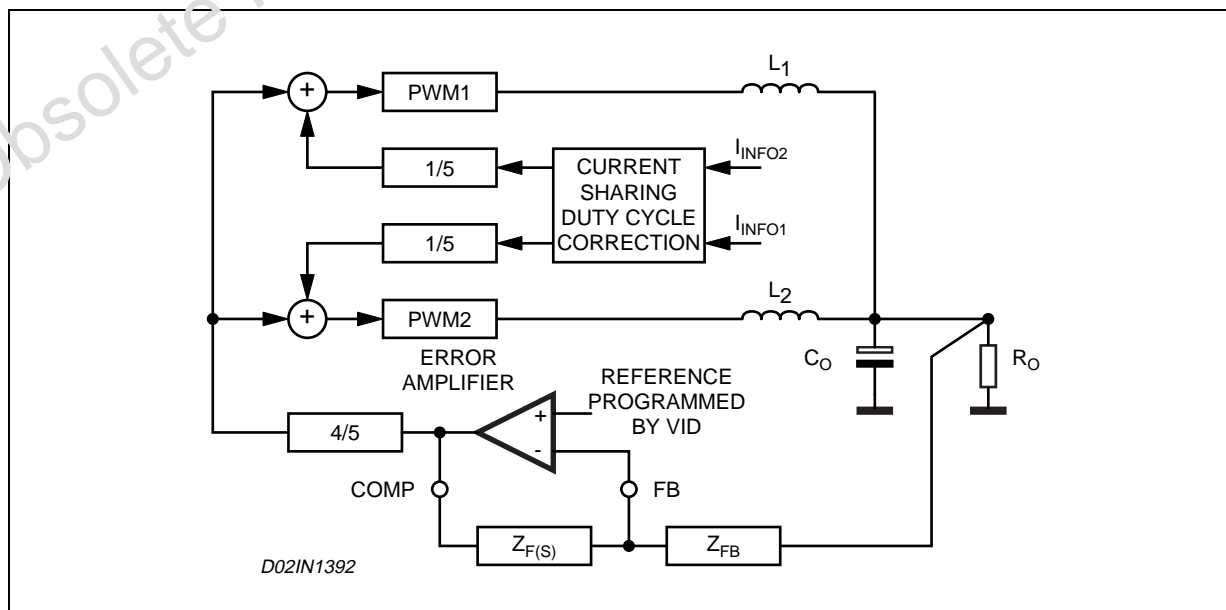 obsolete
L1
+
PWM1
1/5
CURRENT
SHARING
DUTY CYCLE
CORRECTION
IINFO2
IINFO1
1/5
+
PWM2
L2
ERROR
AMPLIFIER
REFERENCE
PROGRAMMED
BY VID
CO
RO
4/5
+
-
COMP
FB
ZF(S)
ZFB
D02IN1392